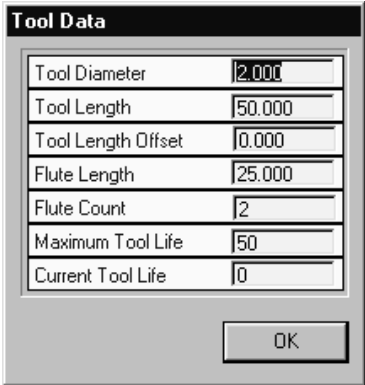 Tool Data
Tool Diameter 2.000
Tool Length 50.000
Tool Length Offset 0.000
Flute Length 25.000
Flute Count 2
Maximum Tool Life 50
Current Tool Life 0
OK